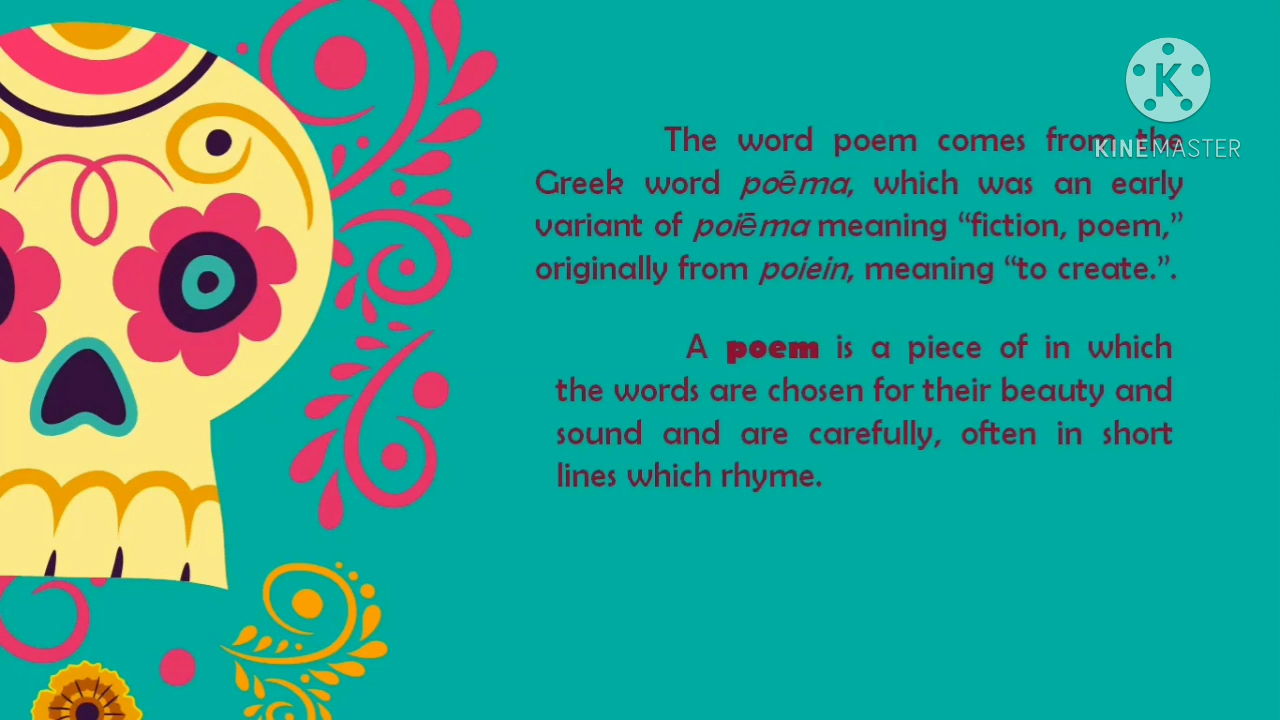 K
KINEMASTER
The word poem comes from the
Greek word poēma, which was an early
variant of poiēma meaning “fiction, poem,”
originally from poiein, meaning “to create.”.
A poem is a piece of in which
the words are chosen for their beauty and
sound and are carefully, often in short
lines which rhyme.